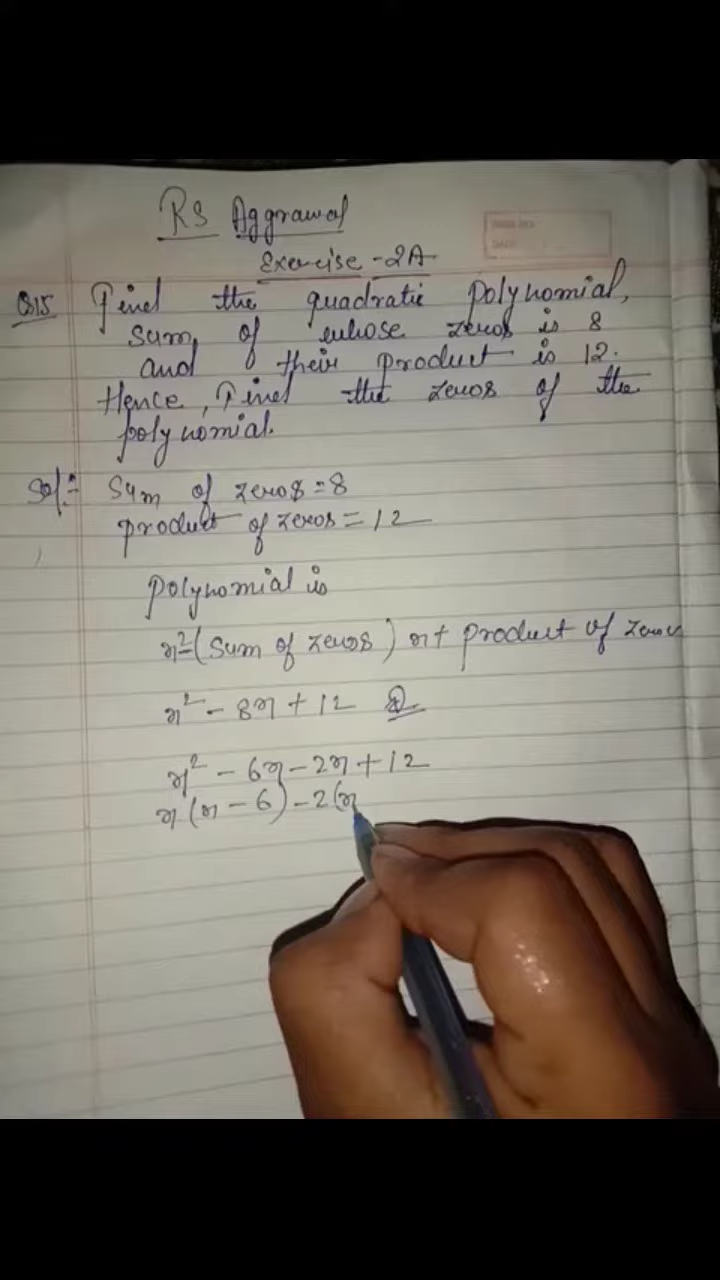 RS Aggrawal
Exercise - 2A
Q15 Find the quadratic polynomial,
sum of whose zeros is 8
and their product is 12.
Hence, Find the zeros of the
polynomial.
Sol:- Sum of zeros = 8
product of zeros = 12
polynomial is
x²-(Sum of zeros) x + product of zeros
x² - 8x + 12
x² - 6x - 2x + 12
x (x - 6) - 2(x